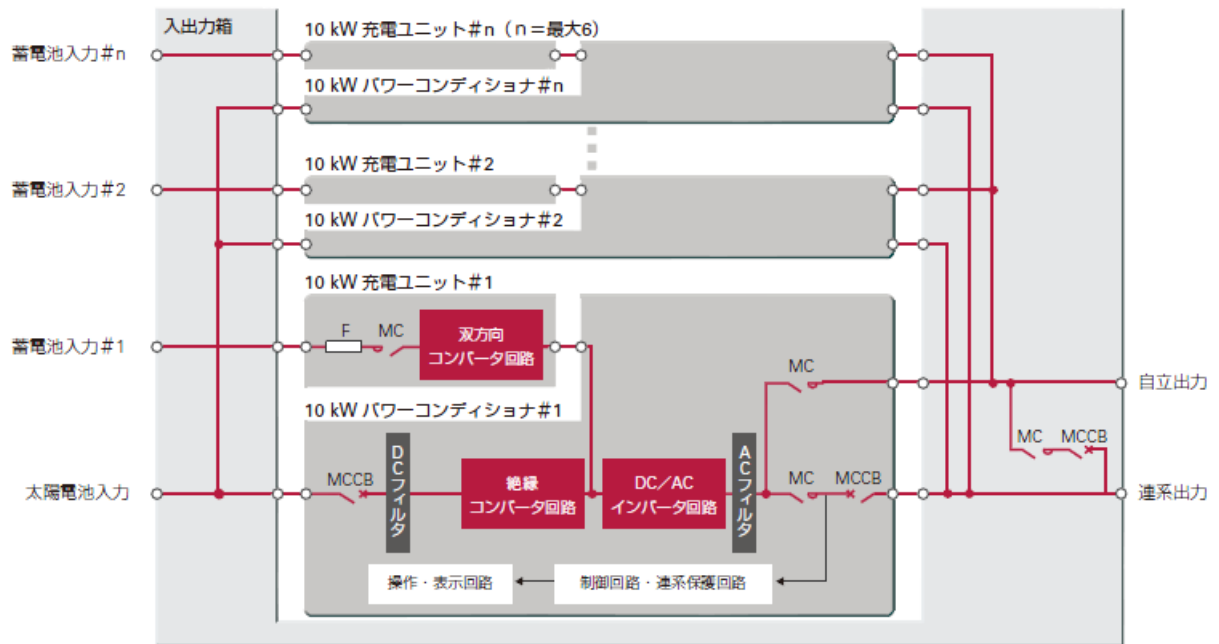 入出力箱
10 kW 充電ユニット#n（n＝最大6）
蓄電池入力#n
10 kW パワーコンディショナ#n
10 kW 充電ユニット#2
蓄電池入力#2
10 kW パワーコンディショナ#2
10 kW 充電ユニット#1
蓄電池入力#1
F
MC
双方向
コンバータ回路
MC
自立出力
10 kW パワーコンディショナ#1
MC
MCCB
太陽電池入力
MCCB
DCフィルタ
絶縁
コンバータ回路
DC／AC
インバータ回路
ACフィルタ
MC
MCCB
連系出力
操作・表示回路
制御回路・連系保護回路